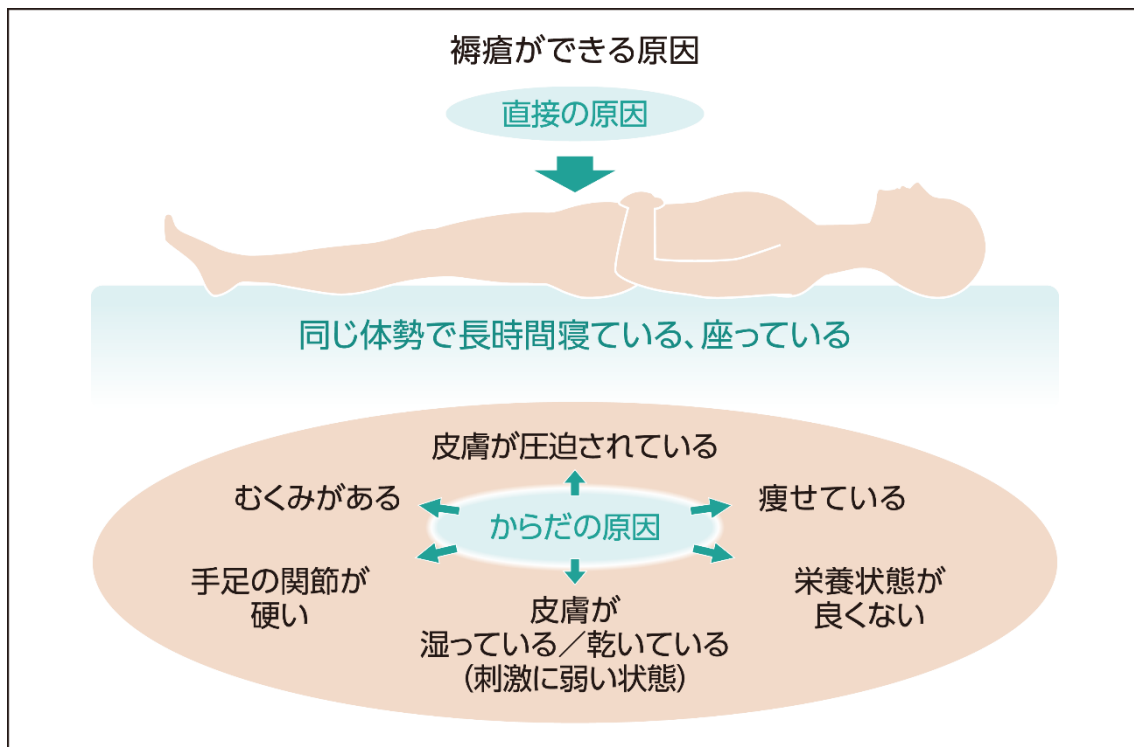 褥瘡ができる原因
直接の原因
同じ体勢で長時間寝ている、座っている
皮膚が圧迫されている
むくみがある
痩せている
からだの原因
手足の関節が
硬い
栄養状態が
良くない
皮膚が
湿っている／乾いている
(刺激に弱い状態)